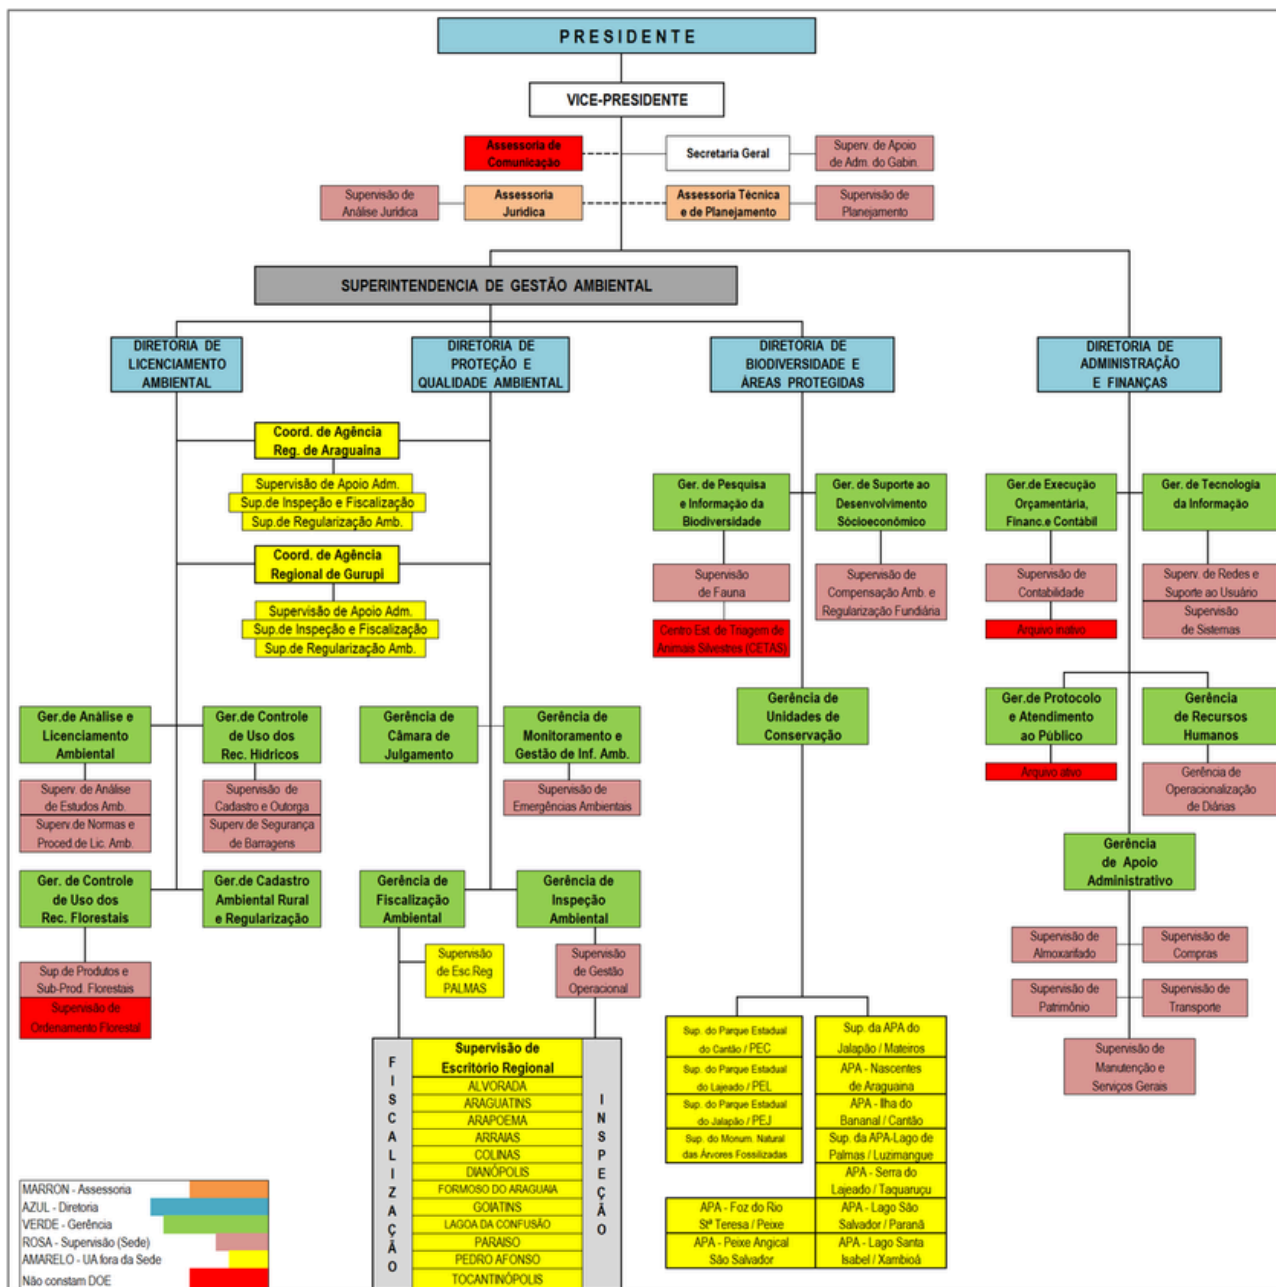 PRESIDENTE
VICE-PRESIDENTE
Assessoria de
Comunicação
Secretaria Geral
Superv. de Apoio
de Adm. do Gabin.
Supervisão de
Análise Jurídica
Assessoria
Jurídica
Assessoria Técnica
e de Planejamento
Supervisão de
Planejamento
SUPERINTENDENCIA DE GESTÃO AMBIENTAL
DIRETORIA DE
LICENCIAMENTO
AMBIENTAL
DIRETORIA DE
PROTEÇÃO E
QUALIDADE AMBIENTAL
DIRETORIA DE
BIODIVERSIDADE E
ÁREAS PROTEGIDAS
DIRETORIA DE
ADMINISTRAÇÃO
E FINANÇAS
Coord. de Agência
Reg. de Araguaina
Supervisão de Apoio Adm.
Sup.de Inspeção e Fiscalização
Sup.de Regularização Amb.
Coord. de Agência
Regional de Gurupi
Supervisão de Apoio Adm.
Sup.de Inspeção e Fiscalização
Sup.de Regularização Amb.
Ger. de Pesquisa
e Informação da
Biodiversidade
Ger. de Suporte ao
Desenvolvimento
Sócioeconômico
Ger. de Execução
Orçamentária,
Financ.e Contábil
Ger. de Tecnologia
da Informação
Supervisão
de Fauna
Centro Est. de Triagem de
Animais Silvestres (CETAS)
Supervisão de
Compensação Amb. e
Regularização Fundiária
Supervisão de
Contabilidade
Arquivo inativo
Superv. de Redes e
Suporte ao Usuário
Supervisão
de Sistemas
Ger.de Análise e
Licenciamento
Ambiental
Ger.de Controle
de Uso dos
Rec. Hídricos
Gerência de
Câmara de
Julgamento
Gerência de
Monitoramento e
Gestão de Inf. Amb.
Gerência de
Unidades de
Conservação
Ger.de Protocolo
e Atendimento
ao Público
Arquivo ativo
Gerência
de Recursos
Humanos
Gerência de
Operacionalização
de Diárias
Superv. de Análise
de Estudos Amb.
Superv.de Normas e
Proced.de Lic. Amb.
Supervisão de
Cadastro e Outorga
Superv.de Segurança
de Barragens
Supervisão de
Emergências Ambientais
Gerência
de Apoio
Administrativo
Ger. de Controle
de Uso dos
Rec. Florestais
Ger.de Cadastro
Ambiental Rural
e Regularização
Gerência de
Fiscalização
Ambiental
Gerência de
Inspeção
Ambiental
Sup de Produtos e
Sub-Prod. Florestais
Supervisão de
Ordenamento Florestal
Supervisão
de Esc.Reg
PALMAS
Supervisão
de Gestão
Operacional
Supervisão de
Almoxarifado
Supervisão de
Compras
Supervisão de
Patrimônio
Supervisão de
Transporte
Supervisão de
Manutenção e
Serviços Gerais
FISCALIZAÇÃO
Supervisão de
Escritório Regional
ALVORADA
ARAGUATINS
ARAPOEMA
ARRAIAS
COLINAS
DIANÓPOLIS
FORMOSO DO ARAGUAIA
GOIATINS
LAGOA DA CONFUSÃO
PARAISO
PEDRO AFONSO
TOCANTINÓPOLIS
INSPEÇÃO
Sup. do Parque Estadual
do Cantão / PEC
Sup. do Parque Estadual
do Lajeado / PEL
Sup. do Parque Estadual
do Jalapão / PEJ
Sup. do Monum. Natural
das Árvores Fossilizadas
APA - Foz do Rio
Stª Teresa / Peixe
APA - Peixe Angical
São Salvador
Sup. da APA do
Jalapão / Mateiros
APA - Nascentes
de Araguaina
APA - Ilha do
Bananal / Cantão
Sup. da APA-Lago de
Palmas / Luzimangue
APA - Serra do
Lajeado / Taquaruçu
APA - Lago São
Salvador / Paranã
APA - Lago Santa
Isabel / Xambioá
MARRON - Assessoria
AZUL - Diretoria
VERDE - Gerência
ROSA - Supervisão (Sede)
AMARELO - UA fora da Sede
Não constam DOE